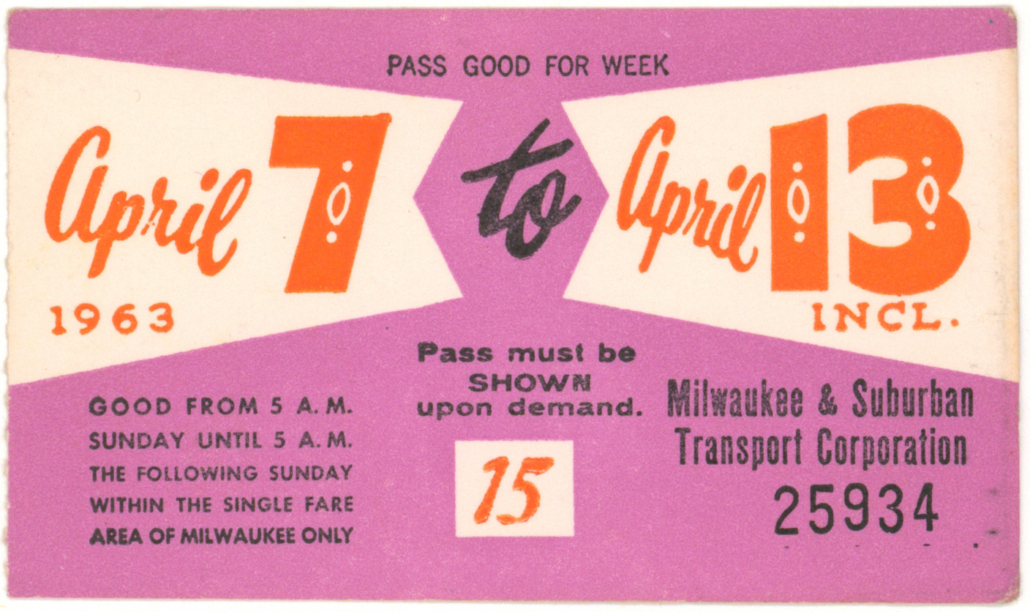 PASS GOOD FOR WEEK
April 7 to April 13
1963
INCL.
Pass must be
SHOWN
upon demand.
GOOD FROM 5 A.M.
SUNDAY UNTIL 5 A.M.
THE FOLLOWING SUNDAY
WITHIN THE SINGLE FARE
AREA OF MILWAUKEE ONLY
15
Milwaukee & Suburban
Transport Corporation
25934